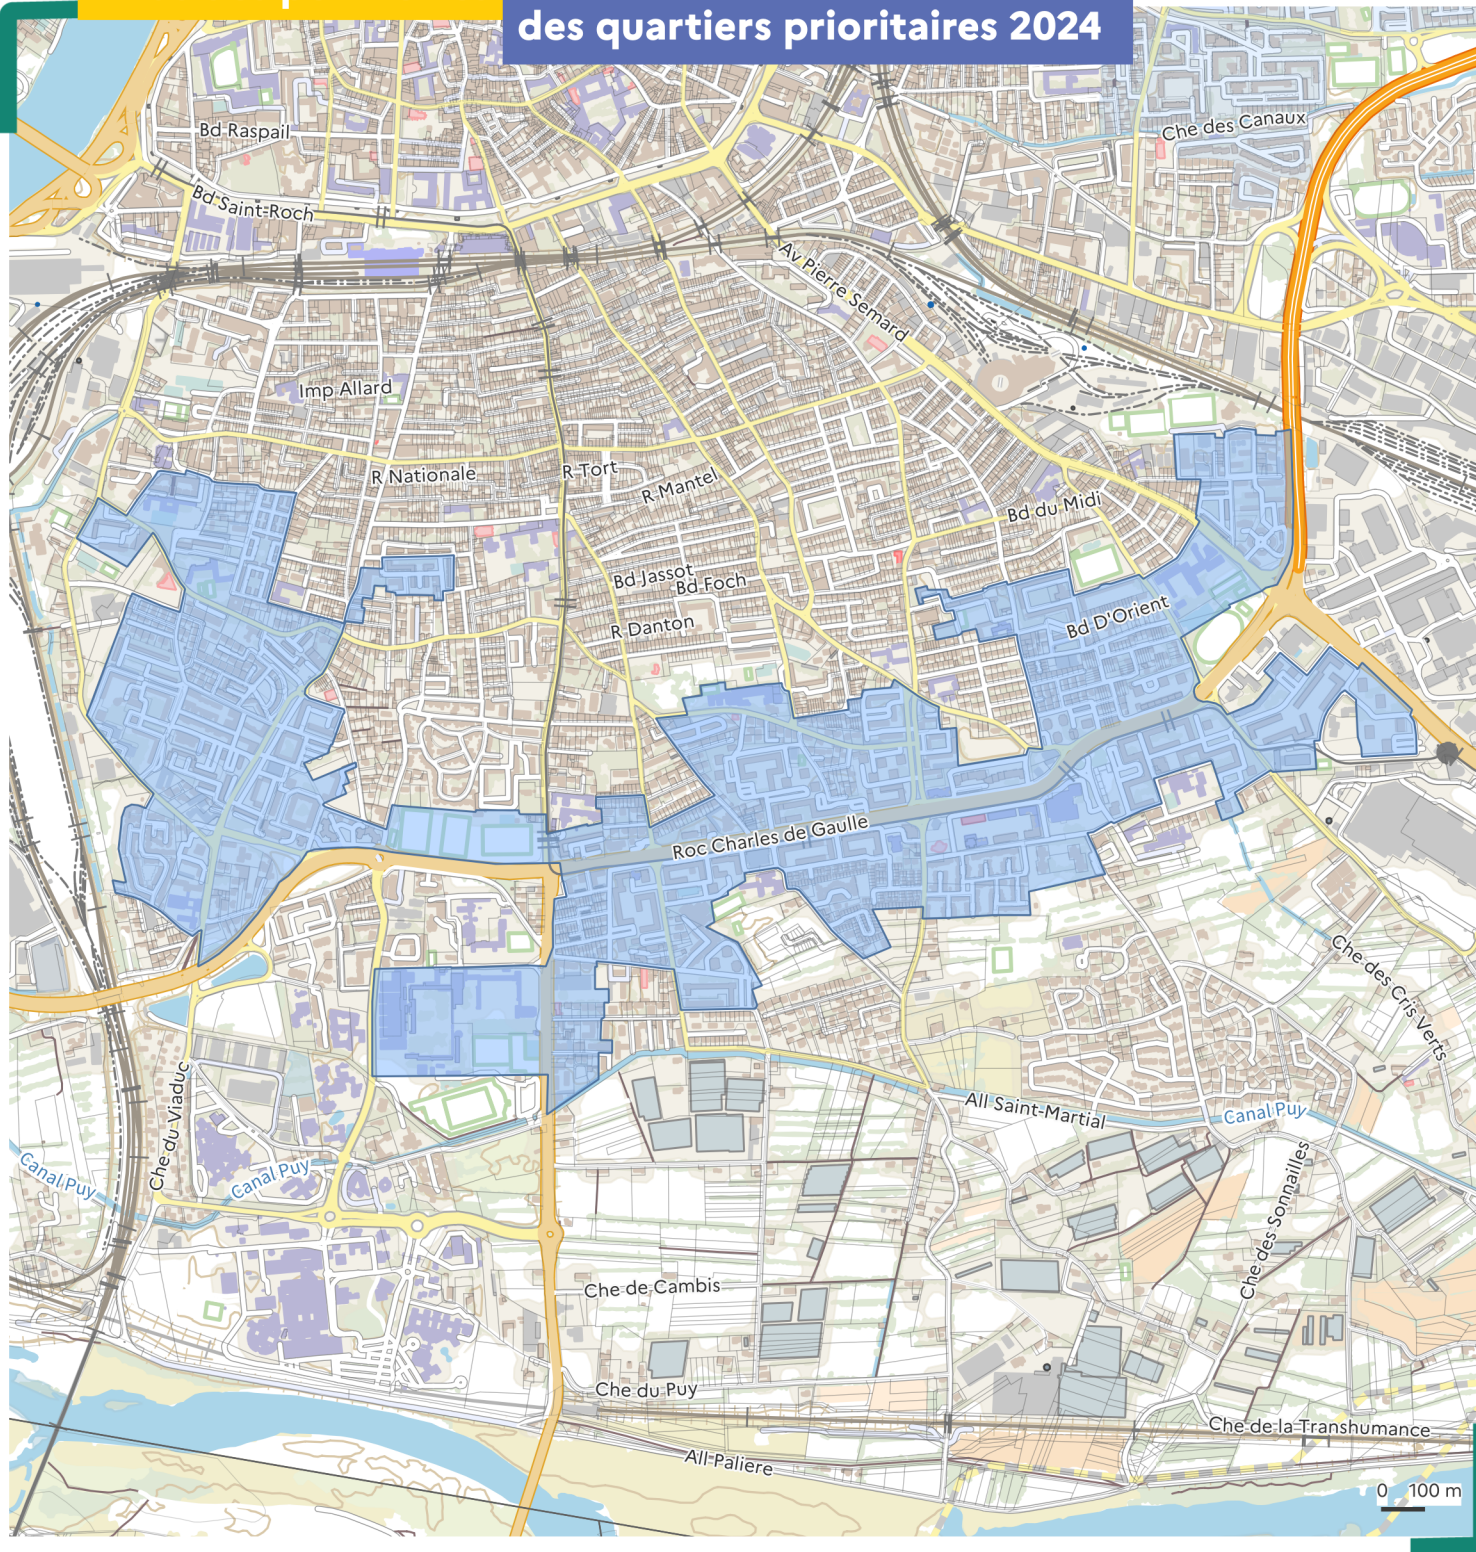 des quartiers prioritaires 2024
Bd Raspail
Che des Canaux
Bd Saint-Roch
Av Pierre Semard
Imp Allard
R Nationale
R Tort
R Mantel
Bd du Midi
Bd Jassot
Bd Foch
R Danton
Bd D'Orient
Roc Charles de Gaulle
Che des Cris Verts
Che du Viaduc
All Saint-Martial
Canal Puy
Canal Puy
Canal Puy
Che des Sonnailles
Che de Cambis
Che du Puy
Che de la Transhumance
All Paliere
0 100 m